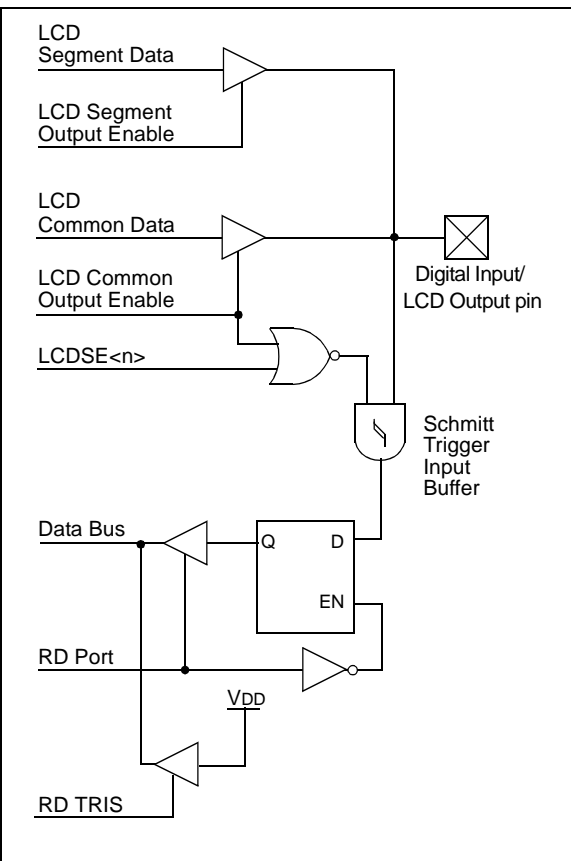 LCD
Segment Data
LCD Segment
Output Enable
LCD
Common Data
LCD Common
Output Enable
Digital Input/
LCD Output pin
LCDSE<n>
Schmitt
Trigger
Input
Buffer
Data Bus
Q
D
EN
RD Port
VDD
RD TRIS